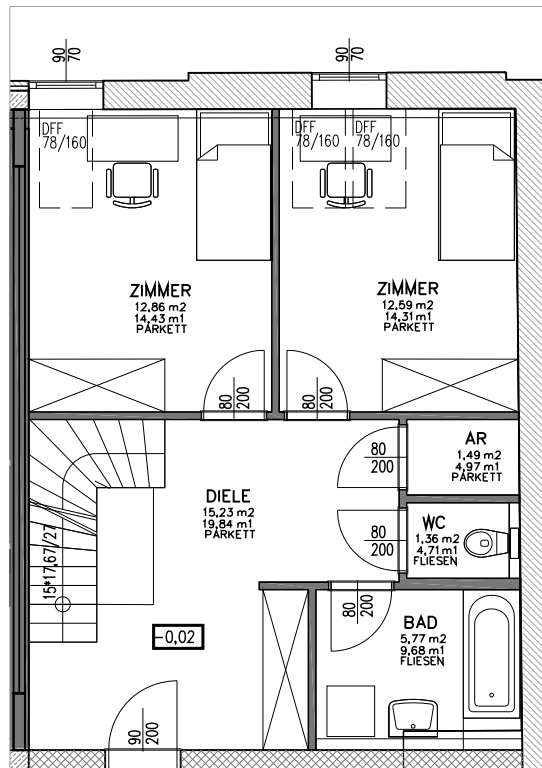 90
70
90
70
DFF
78/160
DFF
78/160
DFF
78/160
ZIMMER
12,86 m2
14,43 m1
PARKETT
ZIMMER
12,59 m2
14,31 m1
PARKETT
80
200
80
200
80
200
AR
1,49 m2
4,97 m1
PARKETT
DIELE
15,23 m2
19,84 m1
PARKETT
80
200
WC
1,36 m2
4,71 m1
FLIESEN
15*17,67/27
80
200
BAD
5,77 m2
9,68 m1
FLIESEN
-0,02
90
200